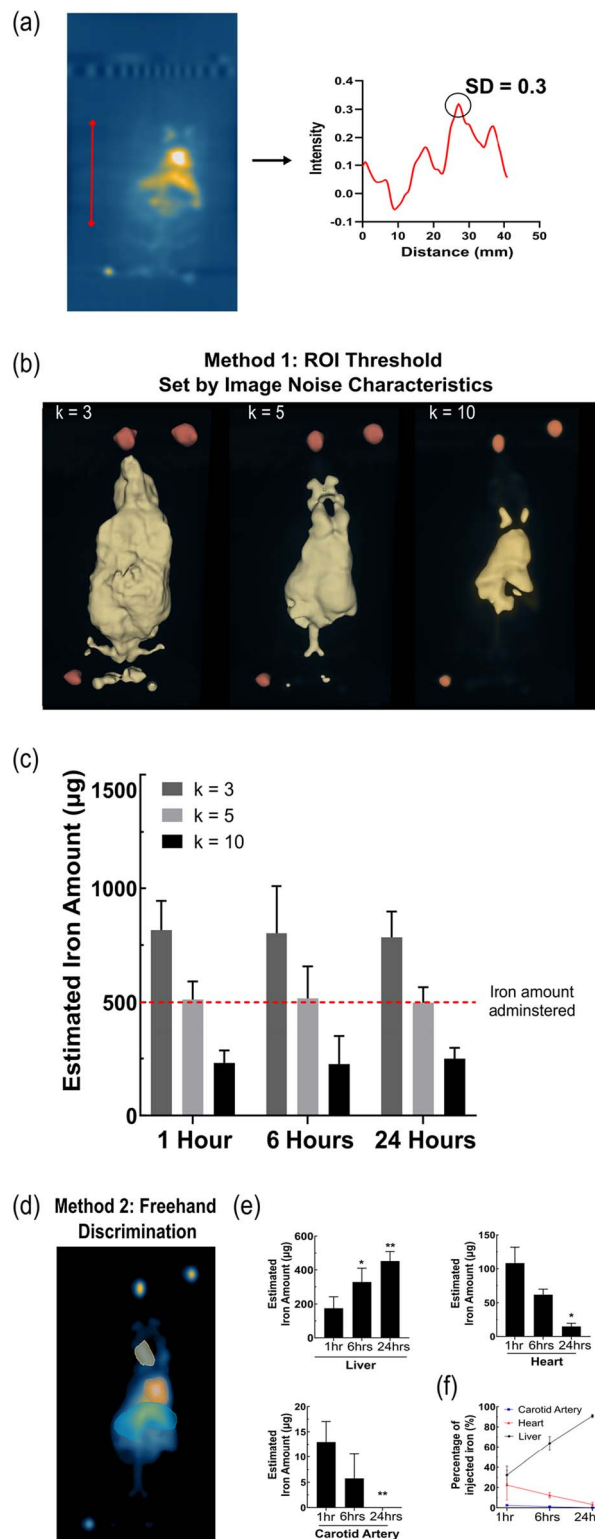 (a)
SD = 0.3
0.4
0.3
0.2
0.1
0.0
-0.1
Intensity
0
10
20
30
40
50
Distance (mm)
(b)
Method 1: ROI Threshold
Set by Image Noise Characteristics
k = 3
k = 5
k = 10
(c)
Estimated Iron Amount (µg)
1500
1000
500
0
k = 3
k = 5
k = 10
Iron amount
adminstered
1 Hour
6 Hours
24 Hours
(d)
Method 2: Freehand
Discrimination
(e)
Estimated
Iron Amount (µg)
600
400
200
0
*
**
1hr
6hrs
24hrs
Liver
Estimated
Iron Amount (µg)
150
100
50
0
*
1hr
6hrs
24hrs
Heart
Estimated
Iron Amount (µg)
20
15
10
5
0
**
1hr
6hrs
24hrs
Carotid Artery
(f)
Percentage of
injected iron (%)
100
80
60
40
20
0
Carotid Artery
Heart
Liver
1hr
6hrs
24h